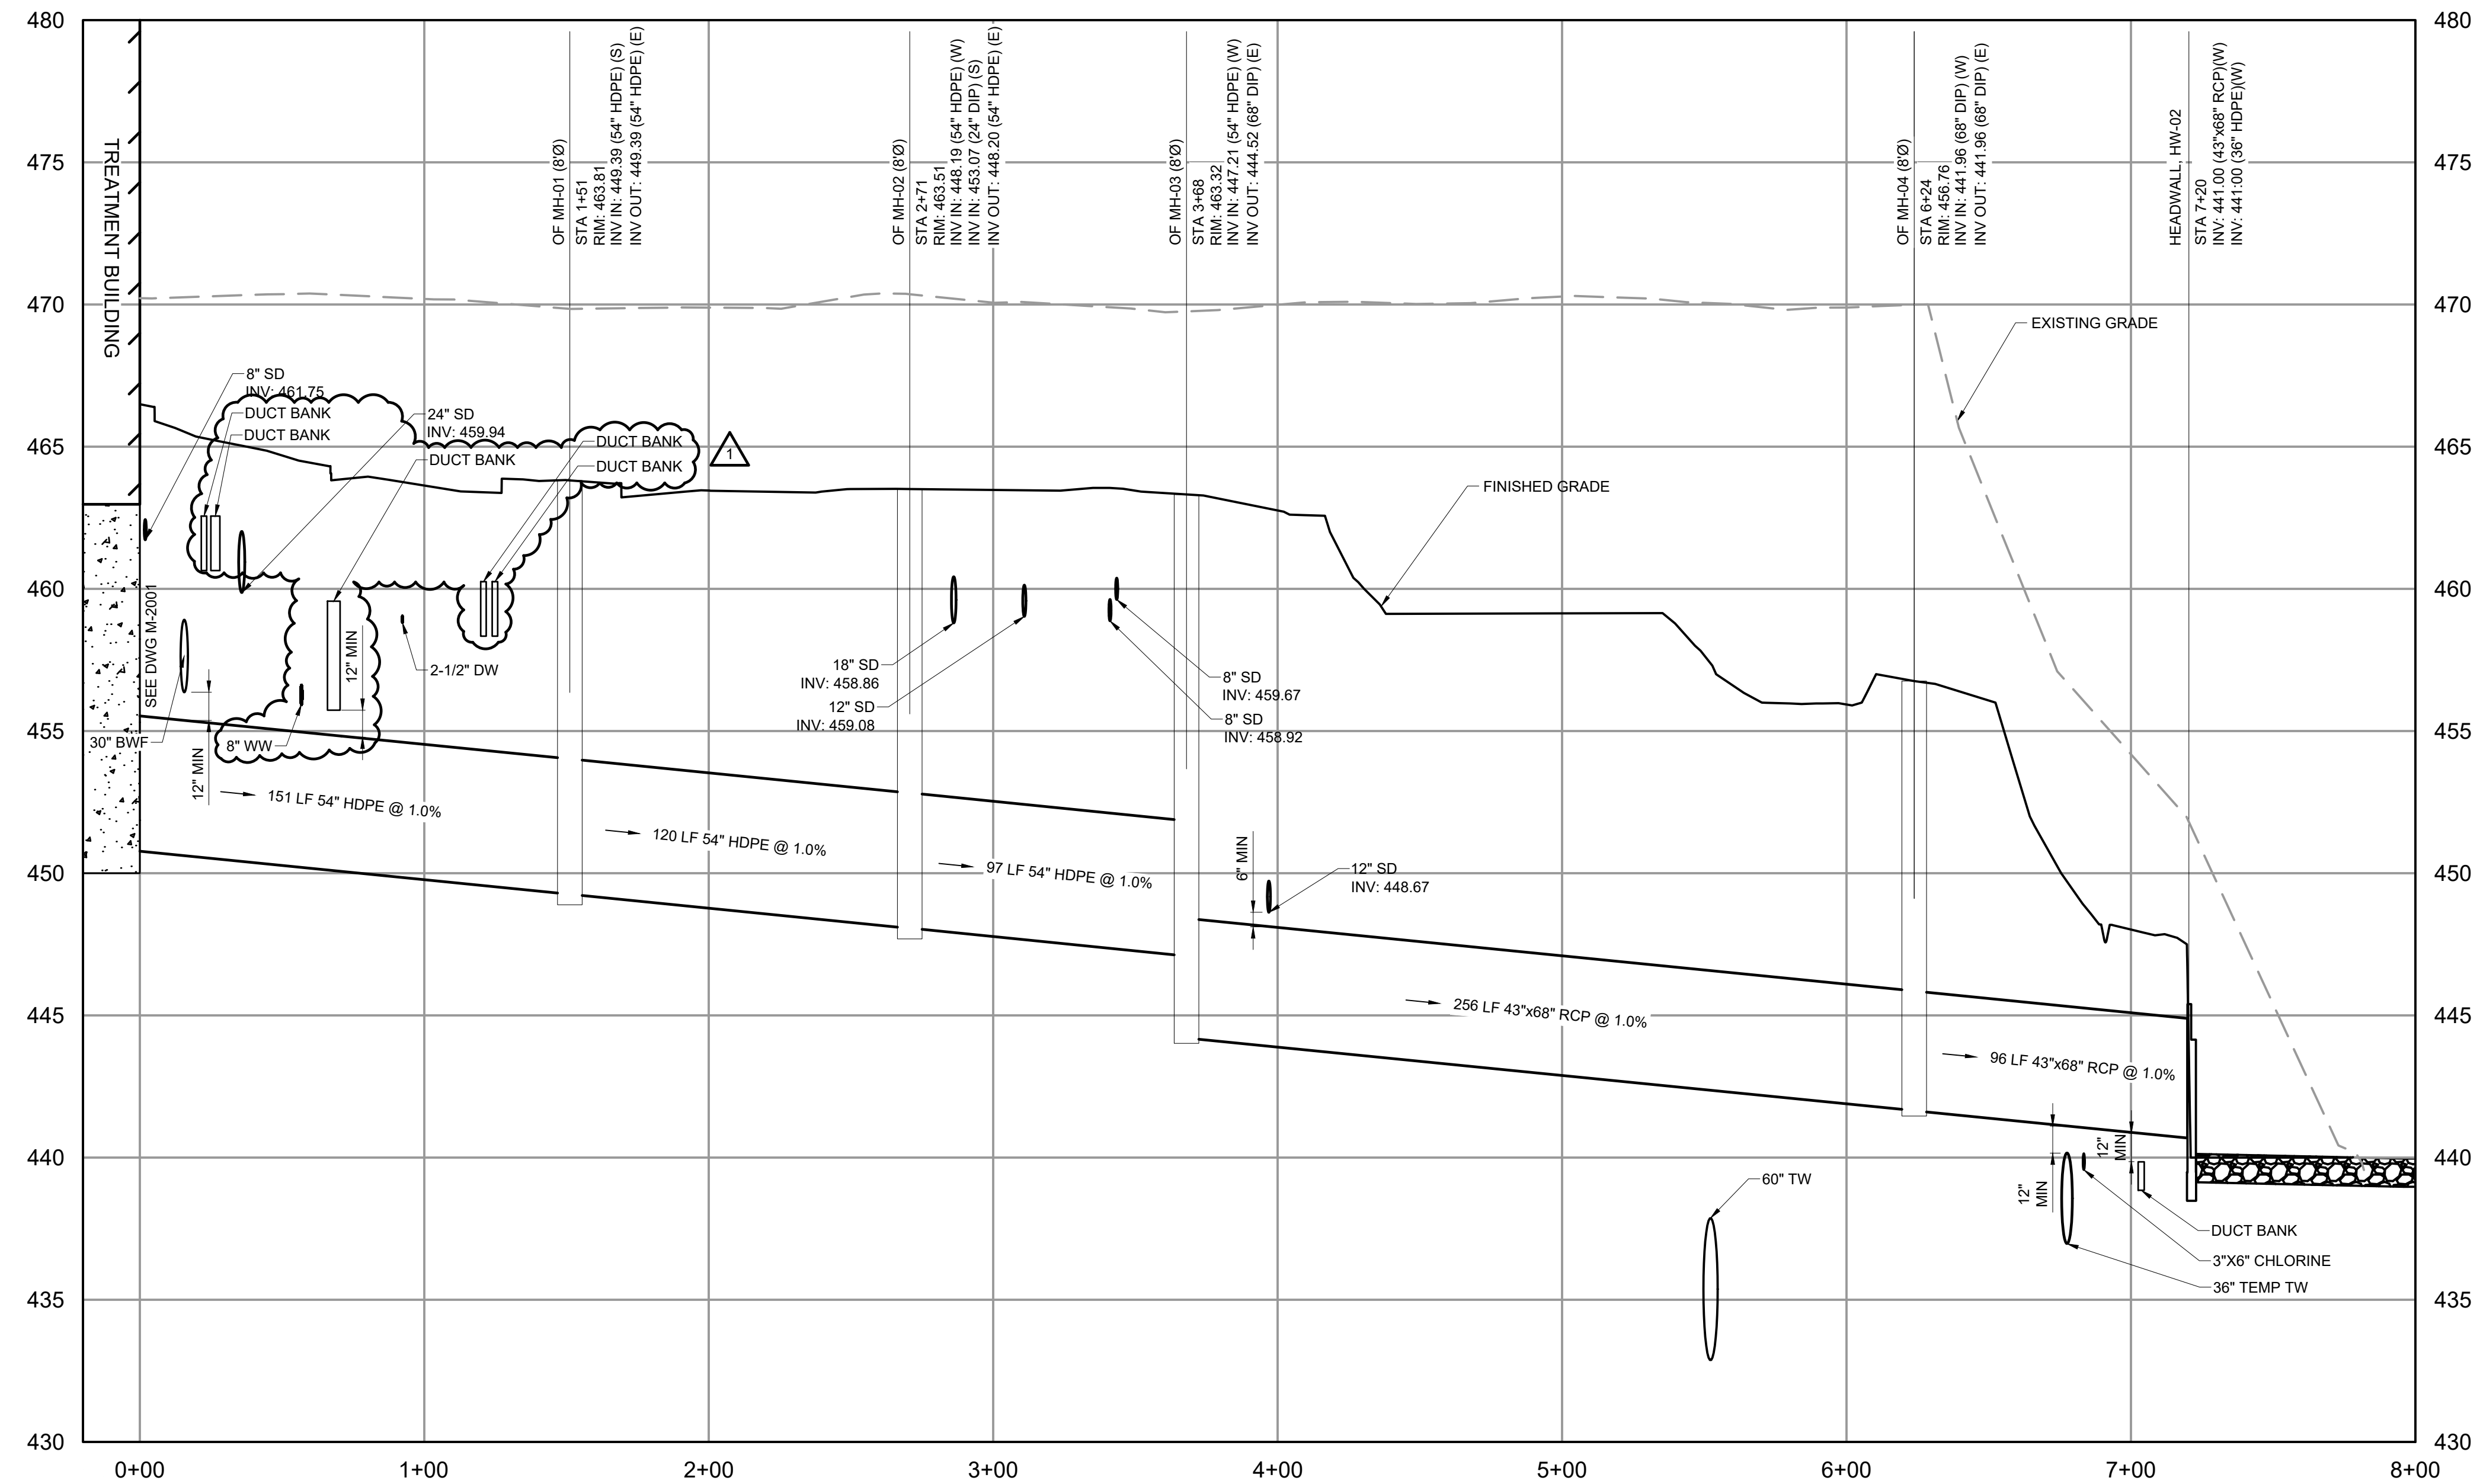 480
480
475
475
470
470
465
465
460
460
455
455
450
450
445
445
440
440
435
435
430
430
0+00
1+00
2+00
3+00
4+00
5+00
6+00
7+00
8+00
TREATMENT BUILDING
SEE DWG M-2001
OF MH-01 (8'Ø)
STA 1+51
RIM: 463.81
INV IN: 449.39 (54" HDPE) (S)
INV OUT: 449.39 (54" HDPE) (E)
OF MH-02 (8'Ø)
STA 2+71
RIM: 463.51
INV IN: 448.19 (54" HDPE) (W)
INV IN: 453.07 (24" DIP) (S)
INV OUT: 448.20 (54" HDPE) (E)
OF MH-03 (8'Ø)
STA 3+68
RIM: 463.32
INV IN: 447.21 (54" HDPE) (W)
INV OUT: 444.52 (68" DIP) (E)
OF MH-04 (8'Ø)
STA 6+24
RIM: 456.76
INV IN: 441.96 (68" DIP) (W)
INV OUT: 441.96 (68" DIP) (E)
HEADWALL, HW-02
STA 7+20
INV: 441.00 (43"x68" RCP)(W)
INV: 441:00 (36" HDPE)(W)
EXISTING GRADE
FINISHED GRADE
8" SD
INV: 461.75
DUCT BANK
DUCT BANK
24" SD
INV: 459.94
DUCT BANK
DUCT BANK
DUCT BANK
1
12" MIN
2-1/2" DW
30" BWF
8" WW
12" MIN
18" SD
INV: 458.86
12" SD
INV: 459.08
8" SD
INV: 459.67
8" SD
INV: 458.92
151 LF 54" HDPE @ 1.0%
120 LF 54" HDPE @ 1.0%
97 LF 54" HDPE @ 1.0%
6" MIN
12" SD
INV: 448.67
256 LF 43"x68" RCP @ 1.0%
96 LF 43"x68" RCP @ 1.0%
60" TW
12"
MIN
12"
MIN
DUCT BANK
3"X6" CHLORINE
36" TEMP TW